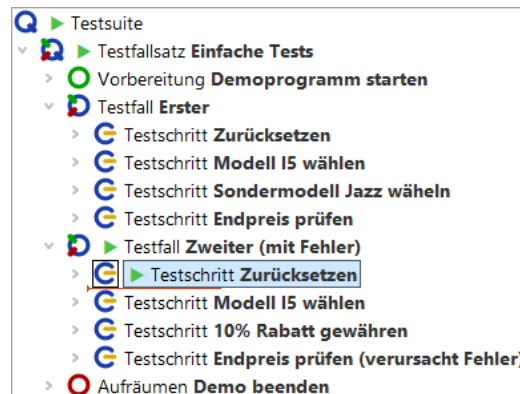 Testsuite
Testfallsatz Einfache Tests
Vorbereitung Demoprogramm starten
Testfall Erster
Testschritt Zurücksetzen
Testschritt Modell I5 wählen
Testschritt Sondermodell Jazz wäheln
Testschritt Endpreis prüfen
Testfall Zweiter (mit Fehler)
Testschritt Zurücksetzen
Testschritt Modell I5 wählen
Testschritt 10% Rabatt gewähren
Testschritt Endpreis prüfen (verursacht Fehler)
Aufräumen Demo beenden